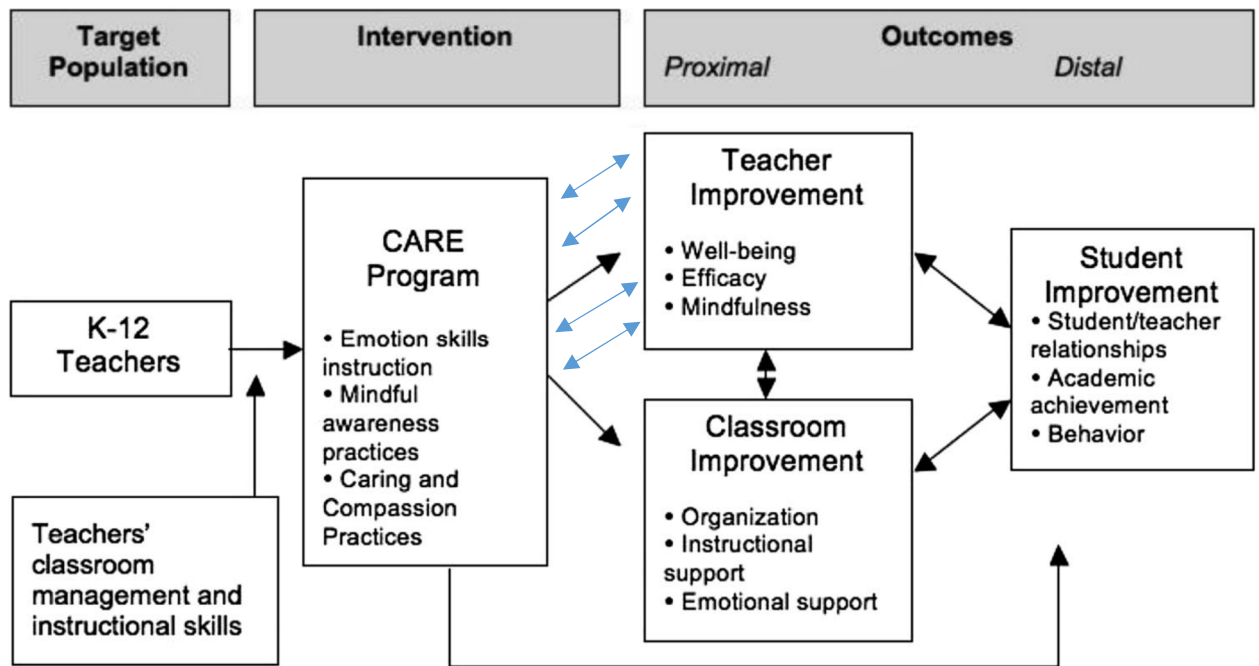 Target
Population
Intervention
Outcomes
Proximal
Distal
K-12
Teachers
Teachers’
classroom
management and
instructional skills
CARE
Program
• Emotion skills
instruction
• Mindful
awareness
practices
• Caring and
Compassion
Practices
Teacher
Improvement
• Well-being
• Efficacy
• Mindfulness
Classroom
Improvement
• Organization
• Instructional
support
• Emotional support
Student
Improvement
• Student/teacher
relationships
• Academic
achievement
• Behavior